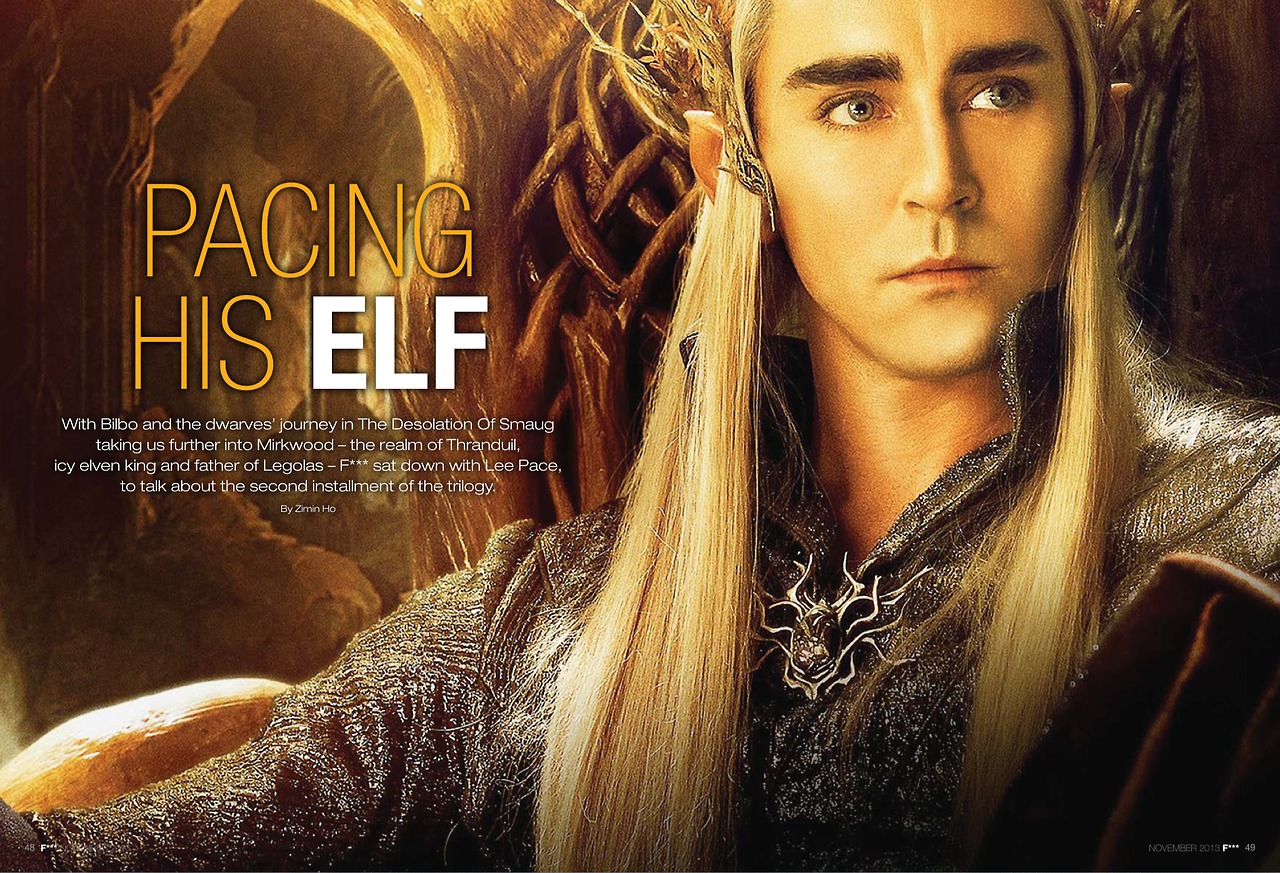 PACING
HIS ELF
With Bilbo and the dwarves' journey in The Desolation Of Smaug
taking us further into Mirkwood – the realm of Thranduil,
icy elven king and father of Legolas – F*** sat down with Lee Pace,
to talk about the second installment of the trilogy.
By Zimin Ho
48 F***
NOVEMBER 2013 F*** 49